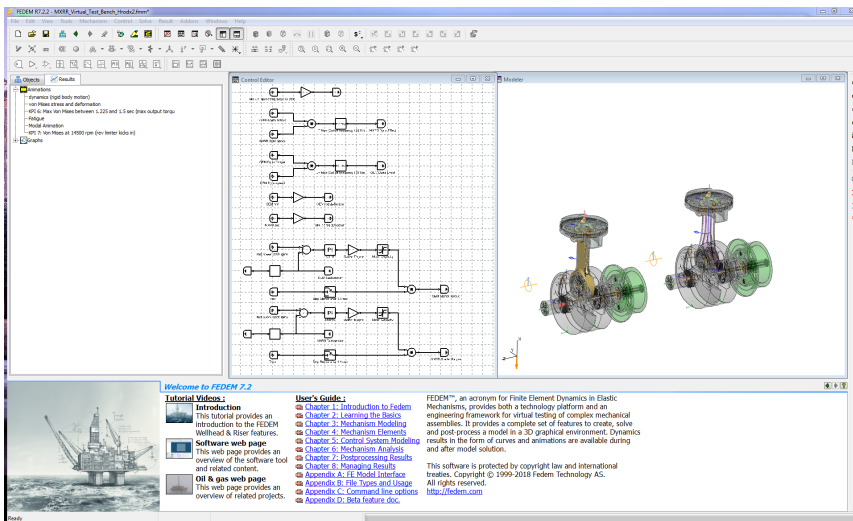 FEDEM R7.2.2 - MXRR_Virtual_Test_Bench_Hrodx2.fmm*
File Edit View Tools Mechanism Control Solve Result Addons Windows Help
Objects Results
Animations
dynamics (rigid body motion)
von Mises stress and deformation
KPI 6: Max Von Mises between 1.225 and 1.5 sec (max output torqu
Fatigue
Model Animation
KPI 7: Von Mises at 14500 rpm (rev limiter kicks in)
Graphs
Control Editor
Modeler
Welcome to FEDEM 7.2
Tutorial Videos :
Introduction
This tutorial provides an
introduction to the FEDEM
Wellhead & Riser features.
Software web page
This web page provides an
overview of the software tool
and related content.
Oil & gas web page
This web page provides an
overview of related projects.
User's Guide :
Chapter 1: Introduction to Fedem
Chapter 2: Learning the Basics
Chapter 3: Mechanism Modeling
Chapter 4: Mechanism Elements
Chapter 5: Control System Modeling
Chapter 6: Mechanism Analysis
Chapter 7: Postprocessing Results
Chapter 8: Managing Results
Appendix A: FE Model Interface
Appendix B: File Types and Usage
Appendix C: Command line options
Appendix D: Beta feature doc.
FEDEM™, an acronym for Finite Element Dynamics in Elastic
Mechanisms, provides both a technology platform and an
engineering framework for virtual testing of complex mechanical
assemblies. It provides a complete set of features to create, solve
and post-process a model in a 3D graphical environment. Dynamics
results in the form of curves and animations are available during
and after model solution.
This software is protected by copyright law and international
treaties. Copyright © 1999-2018 Fedem Technology AS.
All rights reserved.
http://fedem.com
Ready